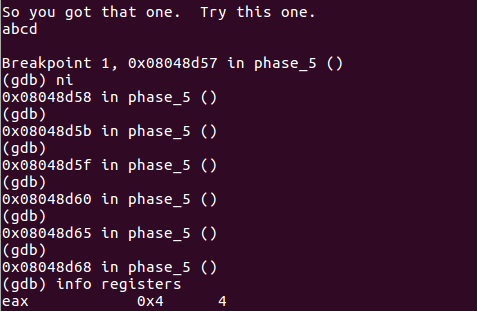 So you got that one.  Try this one.
abcd
Breakpoint 1, 0x08048d57 in phase_5 ()
(gdb) ni
0x08048d58 in phase_5 ()
(gdb)
0x08048d5b in phase_5 ()
(gdb)
0x08048d5f in phase_5 ()
(gdb)
0x08048d60 in phase_5 ()
(gdb)
0x08048d65 in phase_5 ()
(gdb)
0x08048d68 in phase_5 ()
(gdb) info registers
eax            0x4      4